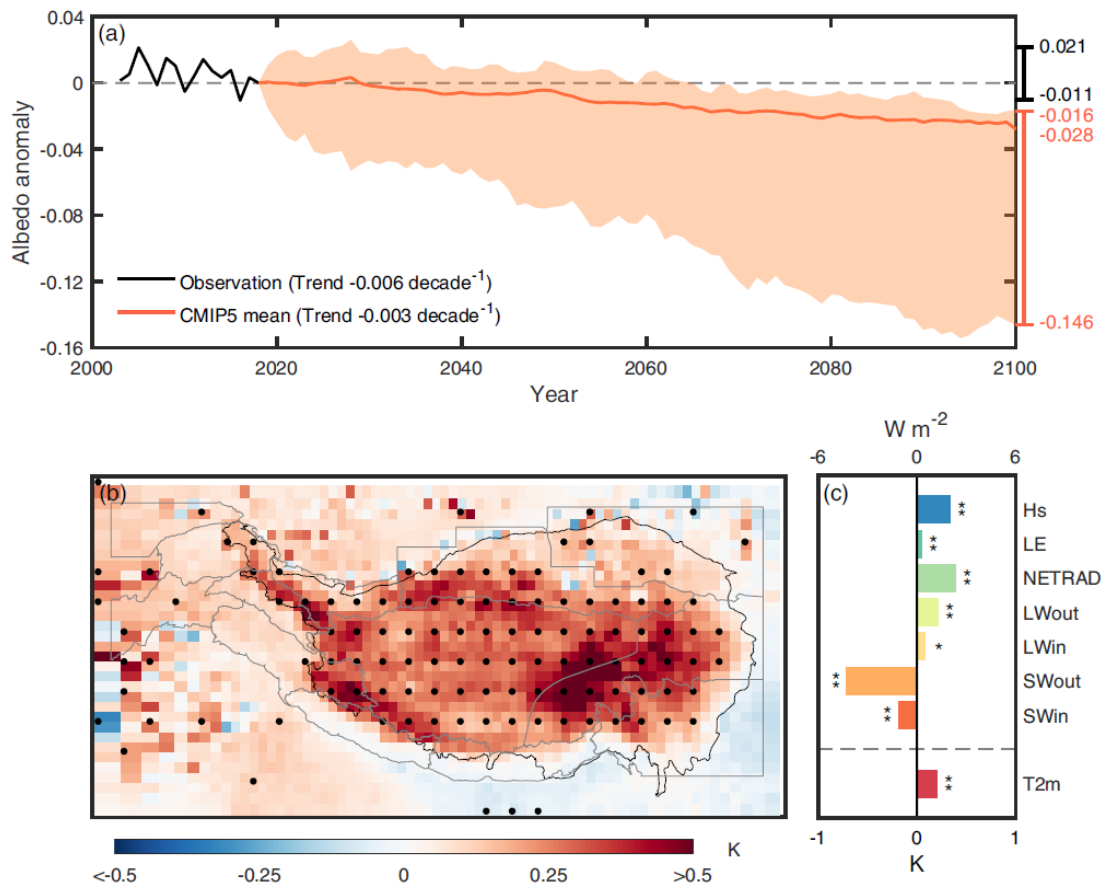 0.04
(a)
0.021
0
-0.011
-0.016
-0.028
-0.04
Albedo anomaly
-0.08
Observation (Trend -0.006 decade-1)
-0.12
CMIP5 mean (Trend -0.003 decade-1)
-0.146
-0.16
2000 2020 2040 2060 2080 2100
Year
W m-2
-6 0 6
(b)
(c)
** Hs
** LE
** NETRAD
** LWout
* LWin
** SWout
** SWin
** T2m
-1 0 1
K
K
<-0.5 -0.25 0 0.25 >0.5